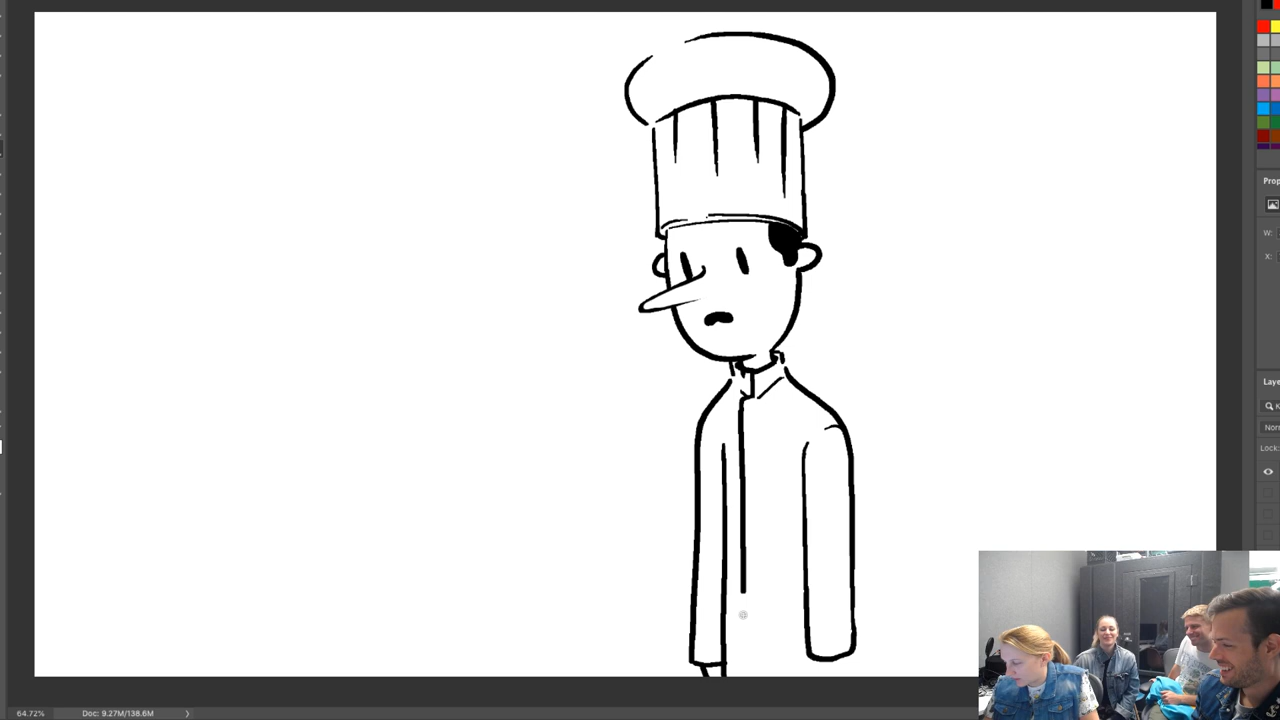 Prop
W:
X:
Laye
K
Norr
Lock:
64.72% Doc: 9.27M/138.6M